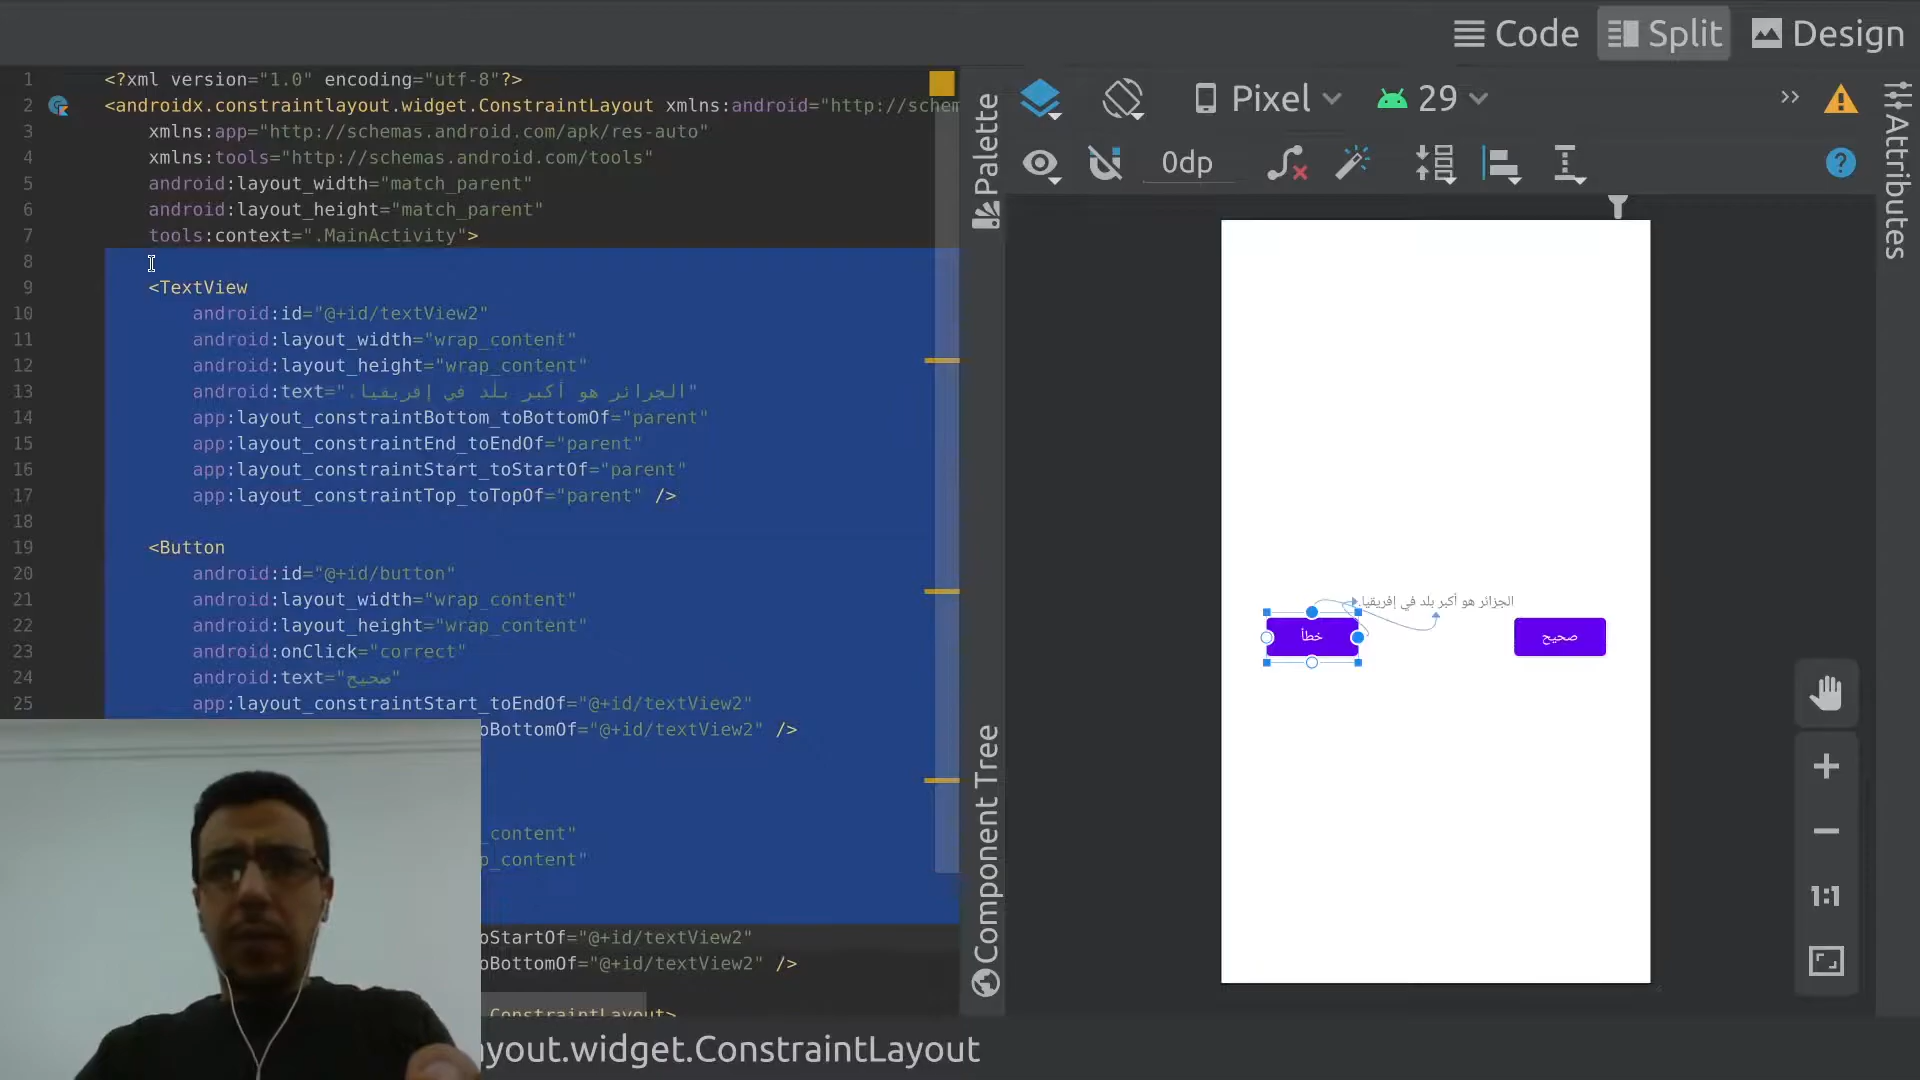 Code
Split
Design
1 <?xml version="1.0" encoding="utf-8"?>
2 <androidx.constraintlayout.widget.ConstraintLayout xmlns:android="http://schem
3 xmlns:app="http://schemas.android.com/apk/res-auto"
4 xmlns:tools="http://schemas.android.com/tools"
5 android:layout_width="match_parent"
6 android:layout_height="match_parent"
7 tools:context=".MainActivity">
8
9 <TextView
10 android:id="@+id/textView2"
11 android:layout_width="wrap_content"
12 android:layout_height="wrap_content"
13 android:text="الجزائر هو أكبر بلد في إفريقيا."
14 app:layout_constraintBottom_toBottomOf="parent"
15 app:layout_constraintEnd_toEndOf="parent"
16 app:layout_constraintStart_toStartOf="parent"
17 app:layout_constraintTop_toTopOf="parent" />
18
19 <Button
20 android:id="@+id/button"
21 android:layout_width="wrap_content"
22 android:layout_height="wrap_content"
23 android:onClick="correct"
24 android:text="صحيح"
25 app:layout_constraintStart_toEndOf="@+id/textView2"
oBottomOf="@+id/textView2" />
_content"
p_content"
oStartOf="@+id/textView2"
oBottomOf="@+id/textView2" />
ConstraintLayout>
yout.widget.ConstraintLayout
Palette
Component Tree
Pixel
29
0dp
Attributes
الجزائر هو أكبر بلد في إفريقيا.
خطأ
صحيح
1:1